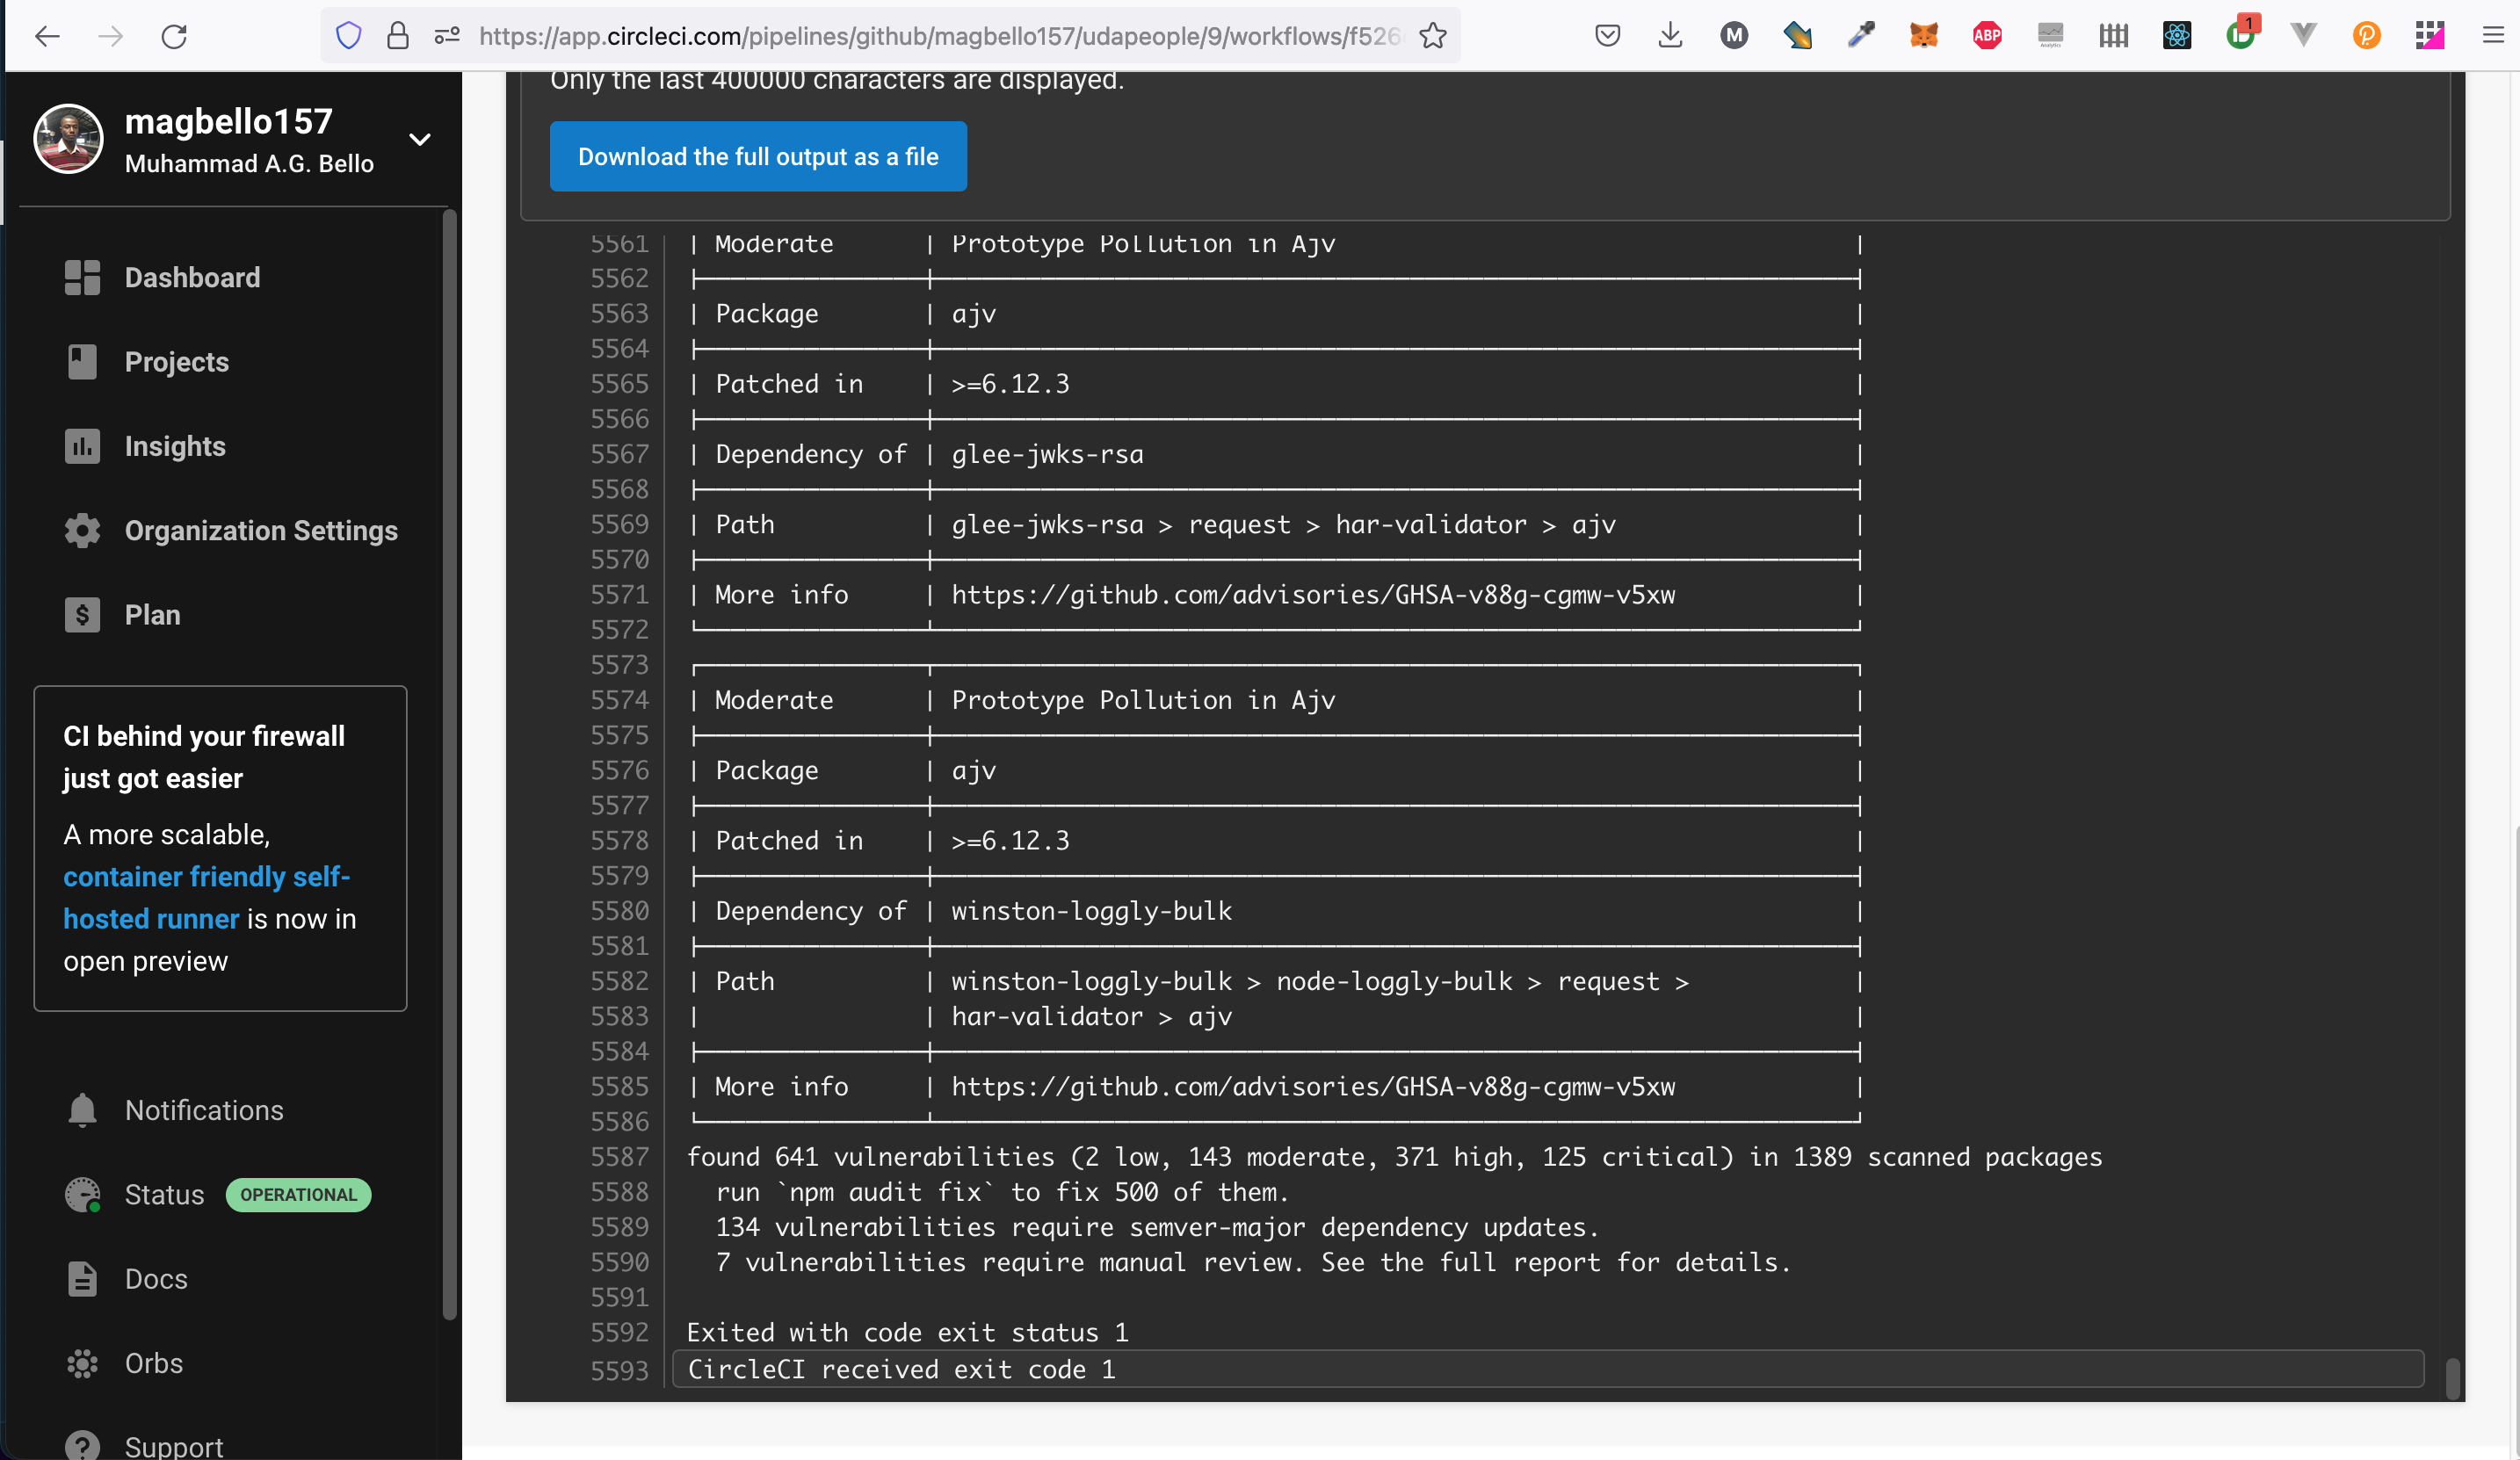 https://app.circleci.com/pipelines/github/magbello157/udapeople/9/workflows/f526
M
ABP
Analytics
1
magbello157
Muhammad A.G. Bello
Dashboard
Projects
Insights
Organization Settings
Plan
CI behind your firewall
just got easier
A more scalable,
container friendly self-
hosted runner is now in
open preview
Notifications
Status OPERATIONAL
Docs
Orbs
Support
Only the last 400000 characters are displayed.
Download the full output as a file
5561 | Moderate | Prototype Pollution in Ajv |
5562
5563 | Package | ajv |
5564
5565 | Patched in | >=6.12.3 |
5566
5567 | Dependency of | glee-jwks-rsa |
5568
5569 | Path | glee-jwks-rsa > request > har-validator > ajv |
5570
5571 | More info | https://github.com/advisories/GHSA-v88g-cgmw-v5xw |
5572
5573
5574 | Moderate | Prototype Pollution in Ajv |
5575
5576 | Package | ajv |
5577
5578 | Patched in | >=6.12.3 |
5579
5580 | Dependency of | winston-loggly-bulk |
5581
5582 | Path | winston-loggly-bulk > node-loggly-bulk > request > |
5583 | | har-validator > ajv |
5584
5585 | More info | https://github.com/advisories/GHSA-v88g-cgmw-v5xw |
5586
5587 found 641 vulnerabilities (2 low, 143 moderate, 371 high, 125 critical) in 1389 scanned packages
5588 run `npm audit fix` to fix 500 of them.
5589 134 vulnerabilities require semver-major dependency updates.
5590 7 vulnerabilities require manual review. See the full report for details.
5591
5592 Exited with code exit status 1
5593 CircleCI received exit code 1